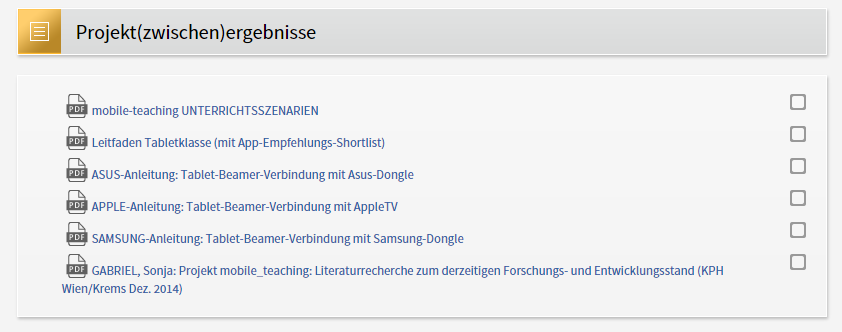 Projekt(zwischen)ergebnisse
PDF mobile-teaching UNTERRICHTSSZENARIEN
PDF Leitfaden Tabletklasse (mit App-Empfehlungs-Shortlist)
PDF ASUS-Anleitung: Tablet-Beamer-Verbindung mit Asus-Dongle
PDF APPLE-Anleitung: Tablet-Beamer-Verbindung mit AppleTV
PDF SAMSUNG-Anleitung: Tablet-Beamer-Verbindung mit Samsung-Dongle
PDF GABRIEL, Sonja: Projekt mobile_teaching: Literaturrecherche zum derzeitigen Forschungs- und Entwicklungsstand (KPH
Wien/Krems Dez. 2014)